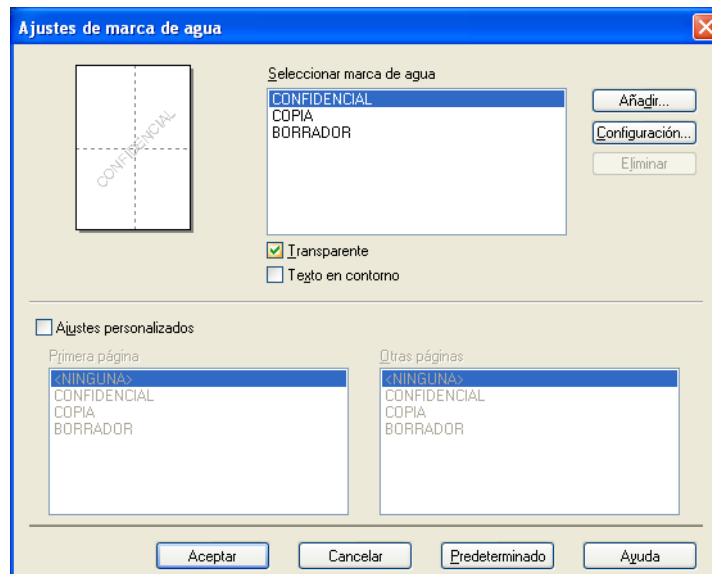 Ajustes de marca de agua
CONFIDENCIAL
Seleccionar marca de agua
CONFIDENCIAL
COPIA
BORRADOR
Añadir...
Configuración...
Eliminar
Transparente
Texto en contorno
Ajustes personalizados
Primera página
<NINGUNA>
CONFIDENCIAL
COPIA
BORRADOR
Otras páginas
<NINGUNA>
CONFIDENCIAL
COPIA
BORRADOR
Aceptar
Cancelar
Predeterminado
Ayuda